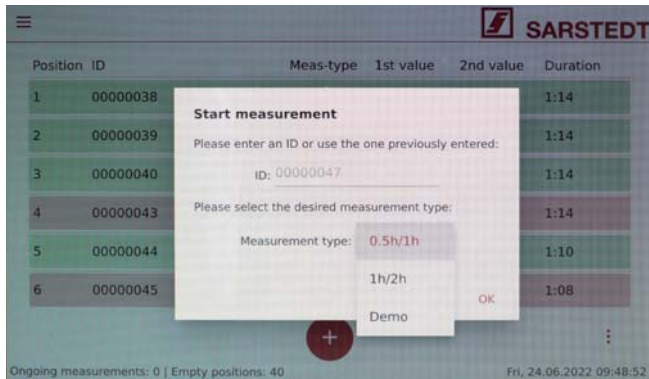 SARSTEDT
Position ID Meas-type 1st value 2nd value Duration
1 00000038 1:14
2 00000039 1:14
3 00000040 1:14
4 00000043 1:14
5 00000044 1:10
6 00000045 1:08
Start measurement
Please enter an ID or use the one previously entered:
ID: 00000047
Please select the desired measurement type:
Measurement type: 0.5h/1h
1h/2h
Demo
OK
+
Ongoing measurements: 0 | Empty positions: 40 Fri, 24.06.2022 09:48:52